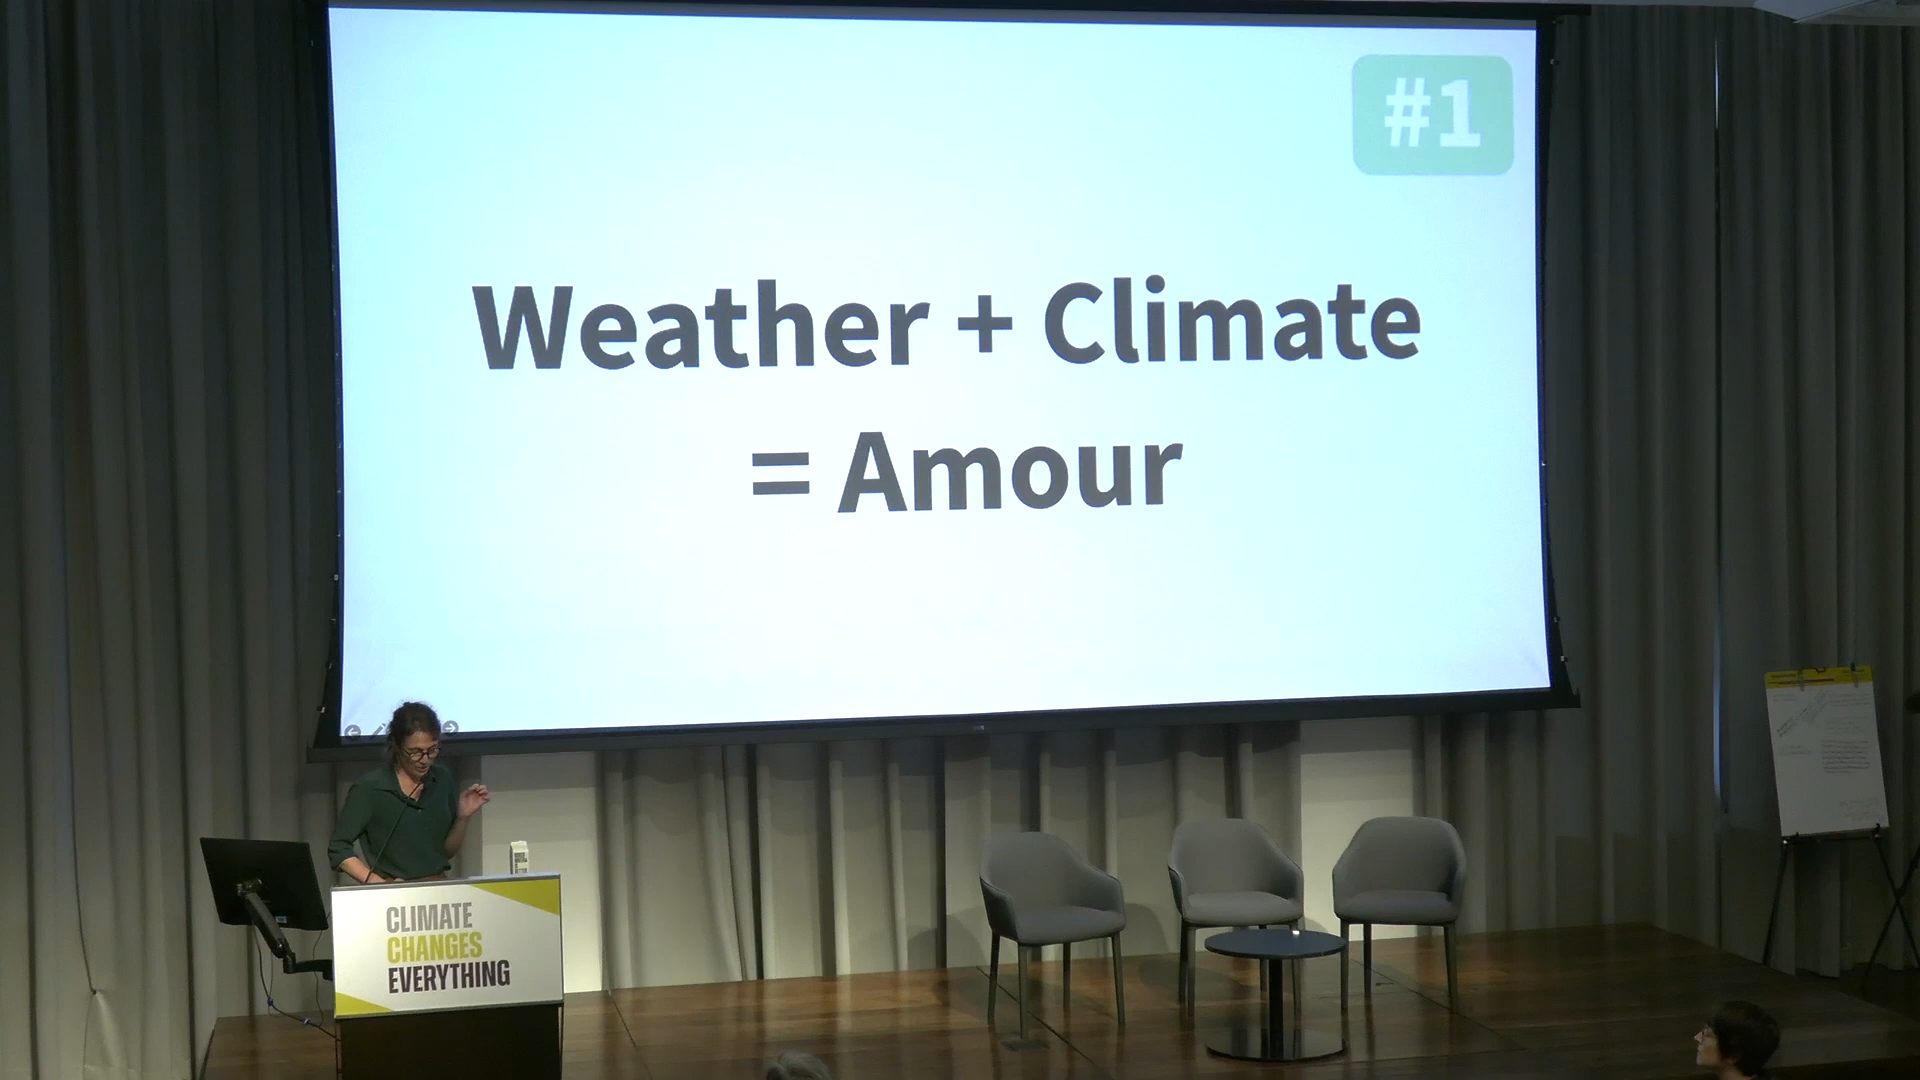 #1
Weather + Climate
= Amour
CLIMATE
CHANGES
EVERYTHING